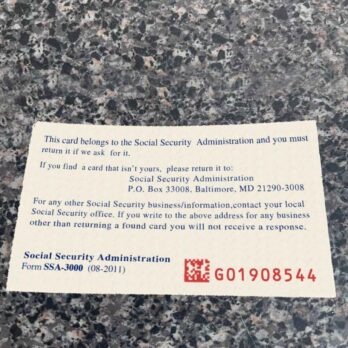 This card belongs to the Social Security Administration and you must
return it if we ask for it.
If you find a card that isn't yours, please return it to:
Social Security Administration
P.O. Box 33008, Baltimore, MD 21290-3008
For any other Social Security business/information,contact your local
Social Security office. If you write to the above address for any business
other than returning a found card you will not receive a response.
Social Security Administration
Form SSA-3000 (08-2011)
G01908544